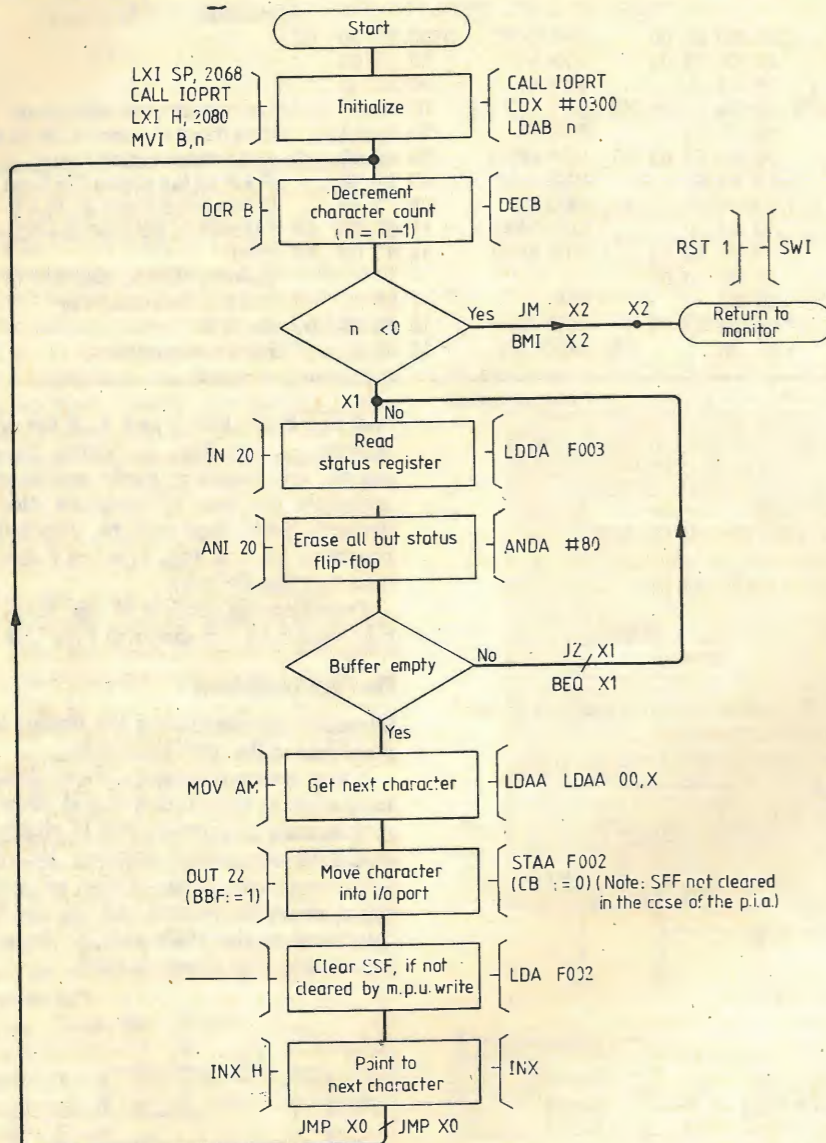 Start
LXI SP, 2068
CALL IOPRT
LXI H, 2080
MVI B,n
Initialize
CALL IOPRT
LDX #0300
LDAB n
DCR B
Decrement
character count
(n = n-1)
DECB
RST 1
SWI
n <0
Yes
JM X2
BMI X2
X2
Return to
monitor
X1
No
IN 20
Read
status register
LDDA F003
ANI 20
Erase all but status
flip-flop
ANDA #80
Buffer empty
No
JZ X1
BEQ X1
Yes
MOV AM
Get next character
LDAA LDAA 00,X
OUT 22
(BBF:=1)
Move character
into i/o port
STAA F002
(CB :=0) (Note: SFF not cleared
in the case of the p.i.a.)
Clear SSF, if not
cleared by m.p.u. write
LDA F002
INX H
Point to
next character
INX
JMP X0 JMP X0